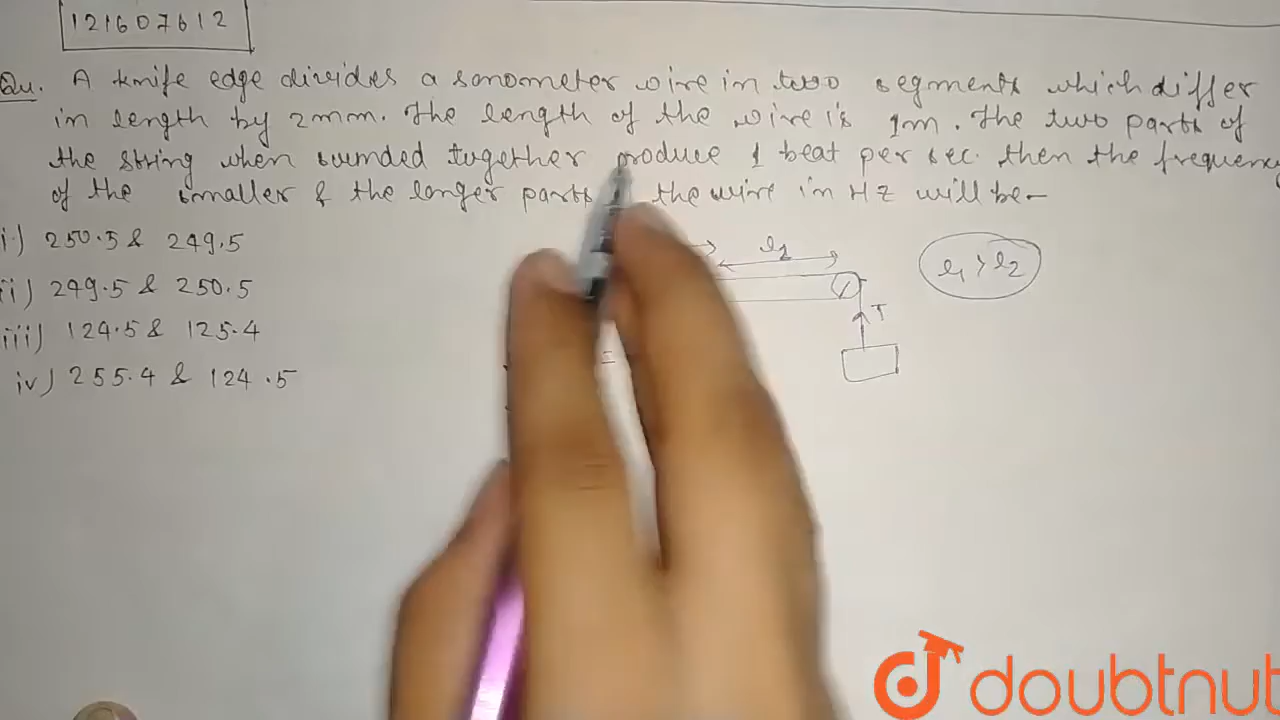 121607612
Qu. A knife edge divides a sonometer wire in two segments which differ
in length by 2mm. The length of the wire is 1m. The two parts of
the string when sounded together produce 1 beat per sec. then the frequency
of the smaller & the longer parts the wire in HZ will be-
i) 250.5 & 249.5
l2
l1 > l2
ii) 249.5 & 250.5
T
iii) 124.5 & 125.4
=
iv) 255.4 & 124.5
doubtnut